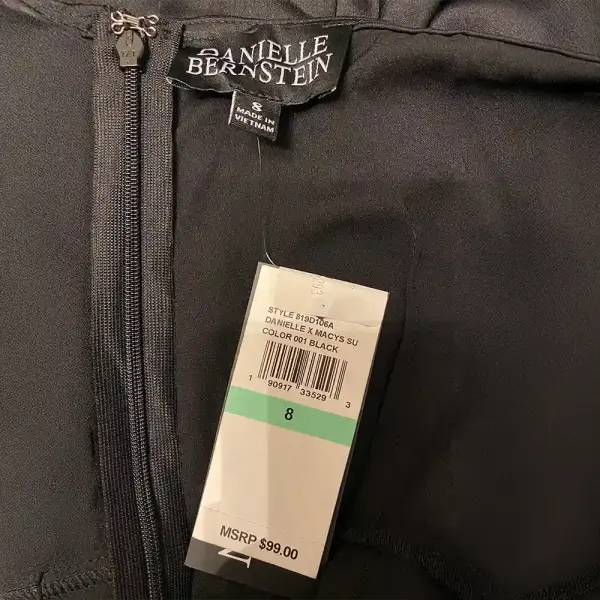 DANIELLE
BERNSTEIN
8
MADE IN
VIETNAM
STYLE 819D106A
DANIELLE X MACYS SU
COLOR 001 BLACK
1 90917 33529 3
8
MSRP $99.00